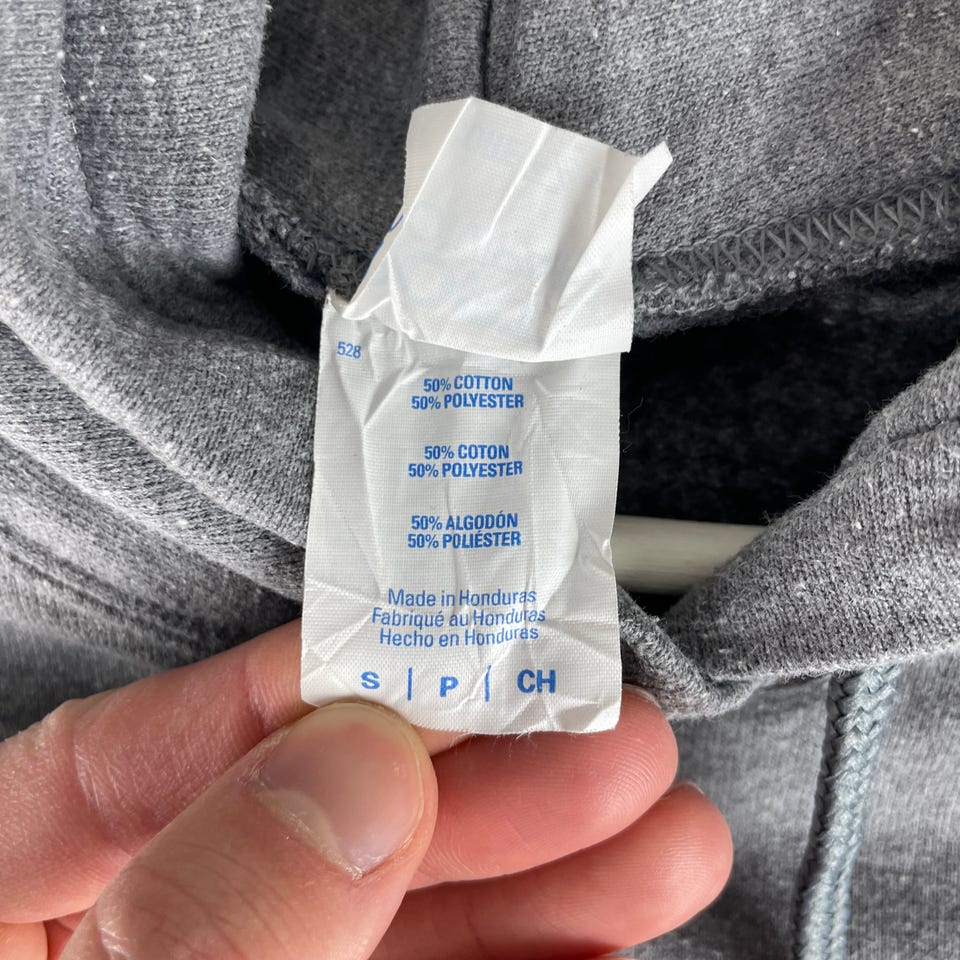 528
50% COTTON
50% POLYESTER
50% COTON
50% POLYESTER
50% ALGODÓN
50% POLIÉSTER
Made in Honduras
Fabriqué au Honduras
Hecho en Honduras
S | P | CH